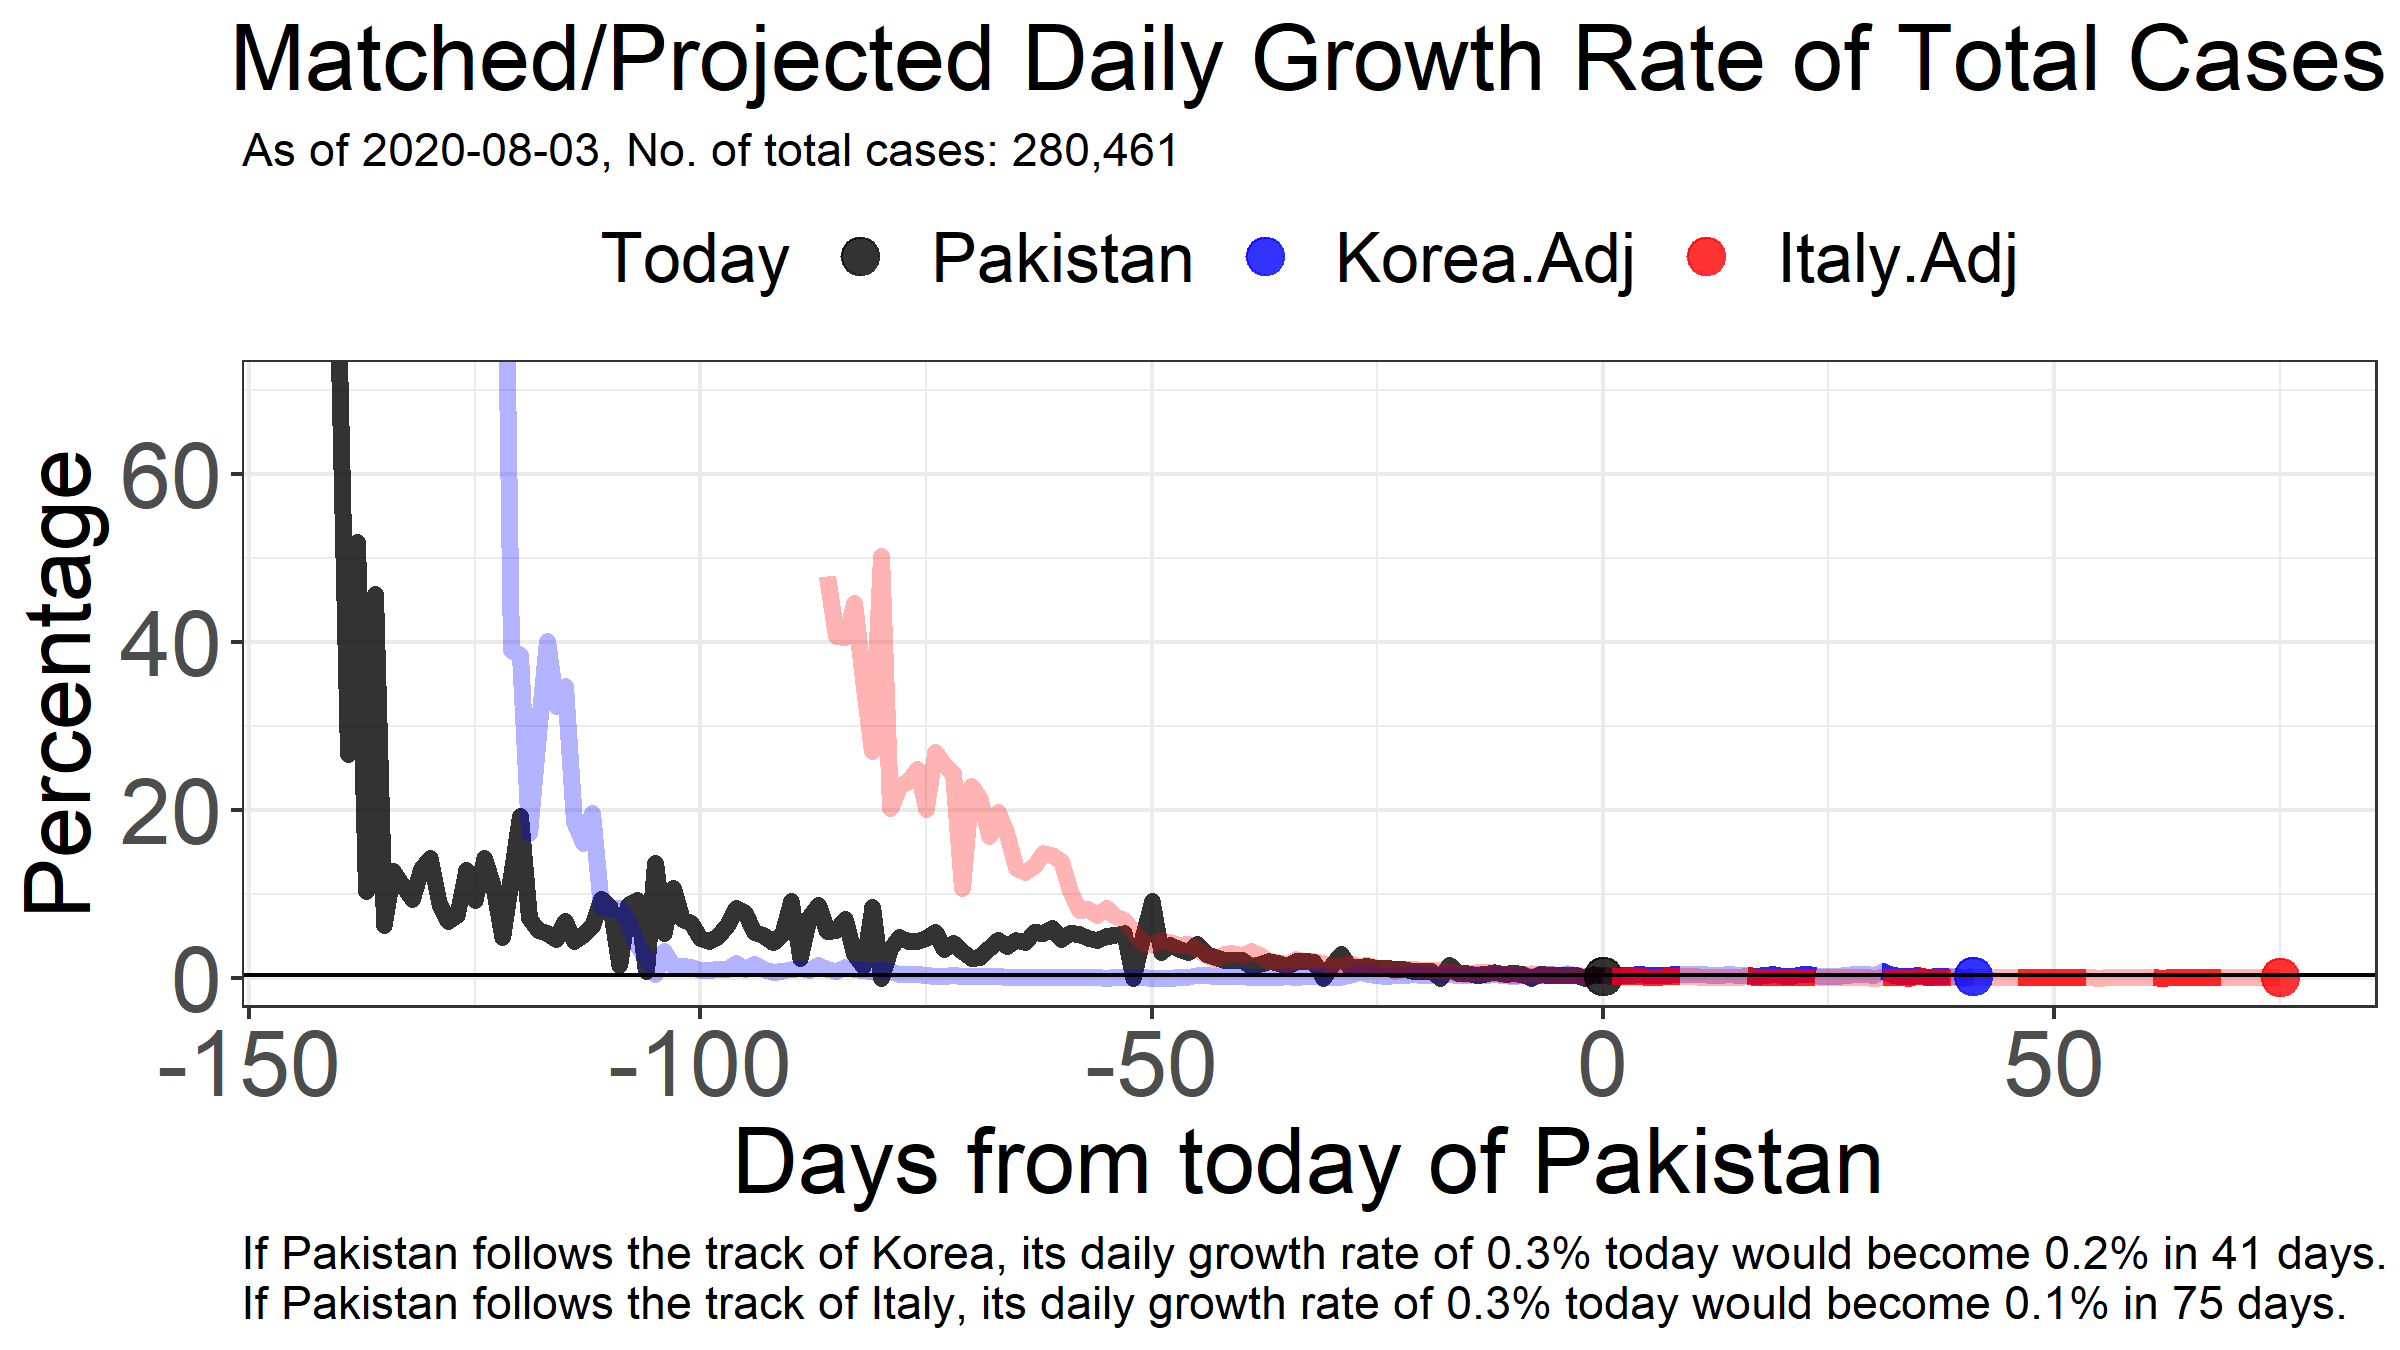 Matched/Projected Daily Growth Rate of Total Cases
As of 2020-08-03, No. of total cases: 280,461
Today Pakistan Korea.Adj Italy.Adj
Percentage
60
40
20
0
-150 -100 -50 0 50
Days from today of Pakistan
If Pakistan follows the track of Korea, its daily growth rate of 0.3% today would become 0.2% in 41 days.
If Pakistan follows the track of Italy, its daily growth rate of 0.3% today would become 0.1% in 75 days.